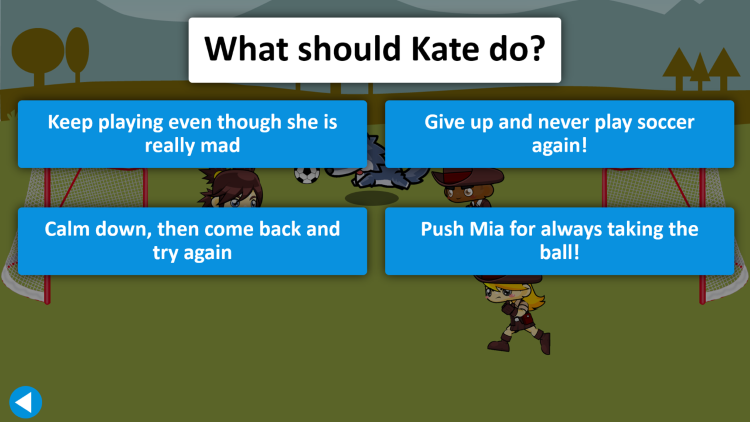 What should Kate do?
Keep playing even though she is
really mad
Give up and never play soccer
again!
Calm down, then come back and
try again
Push Mia for always taking the
ball!